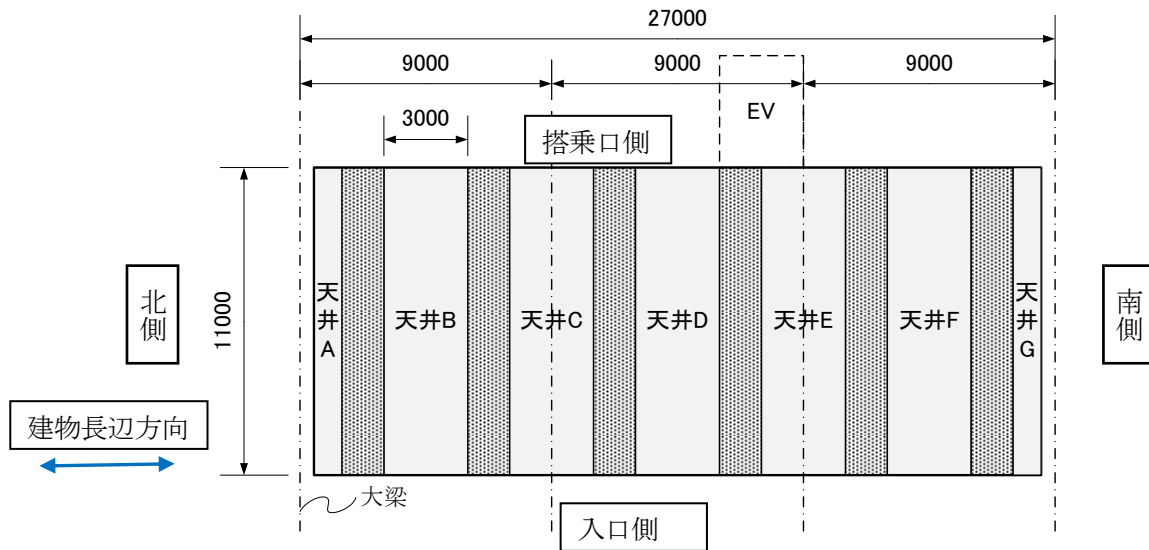 27000
9000
9000
9000
EV
3000
搭乗口側
北側
11000
天井A
天井B
天井C
天井D
天井E
天井F
天井G
南側
建物長辺方向
大梁
入口側